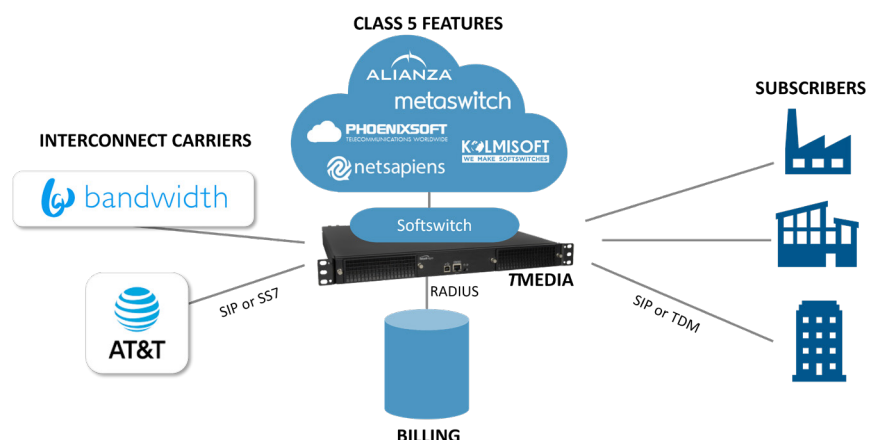 CLASS 5 FEATURES
ALIANZA
metaswitch
PHOENIXSOFT
TELECOMMUNICATIONS WORLDWIDE
KOLMISOFT
WE MAKE SOFTSWITCHES
netsapiens
INTERCONNECT CARRIERS
bandwidth
AT&T
SIP or SS7
Softswitch
TMEDIA
RADIUS
BILLING
SUBSCRIBERS
SIP or TDM